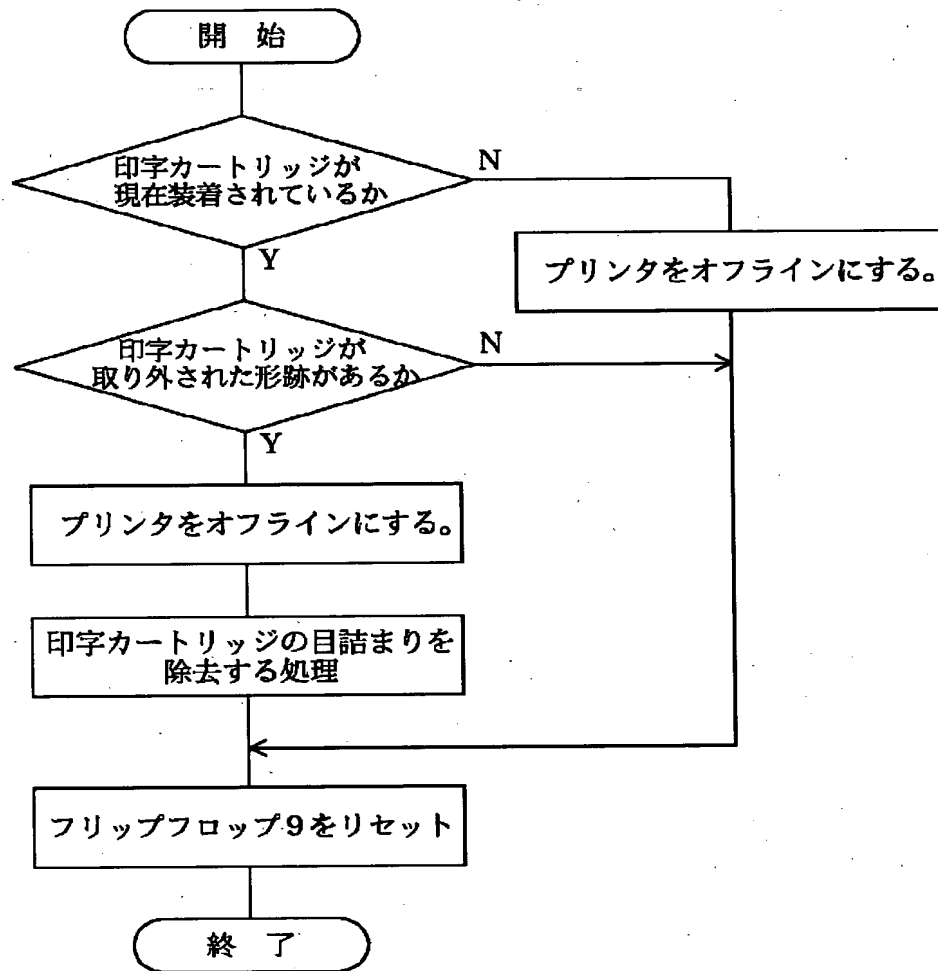 開 始
印字カートリッジが
現在装着されているか
N
Y
プリンタをオフラインにする。
印字カートリッジが
取り外された形跡があるか
N
Y
プリンタをオフラインにする。
印字カートリッジの目詰まりを
除去する処理
フリップフロップ9をリセット
終 了